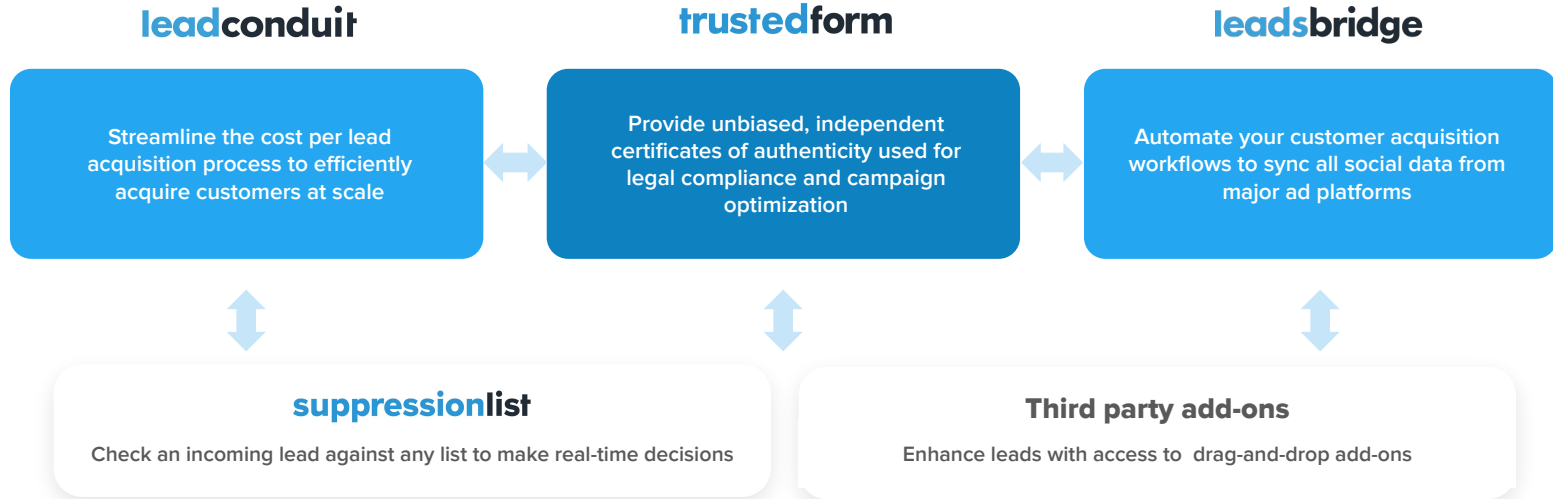 leadconduit
Streamline the cost per lead
acquisition process to efficiently
acquire customers at scale
trustedform
Provide unbiased, independent
certificates of authenticity used for
legal compliance and campaign
optimization
leadsbridge
Automate your customer acquisition
workflows to sync all social data from
major ad platforms
suppressionlist
Check an incoming lead against any list to make real-time decisions
Third party add-ons
Enhance leads with access to drag-and-drop add-ons